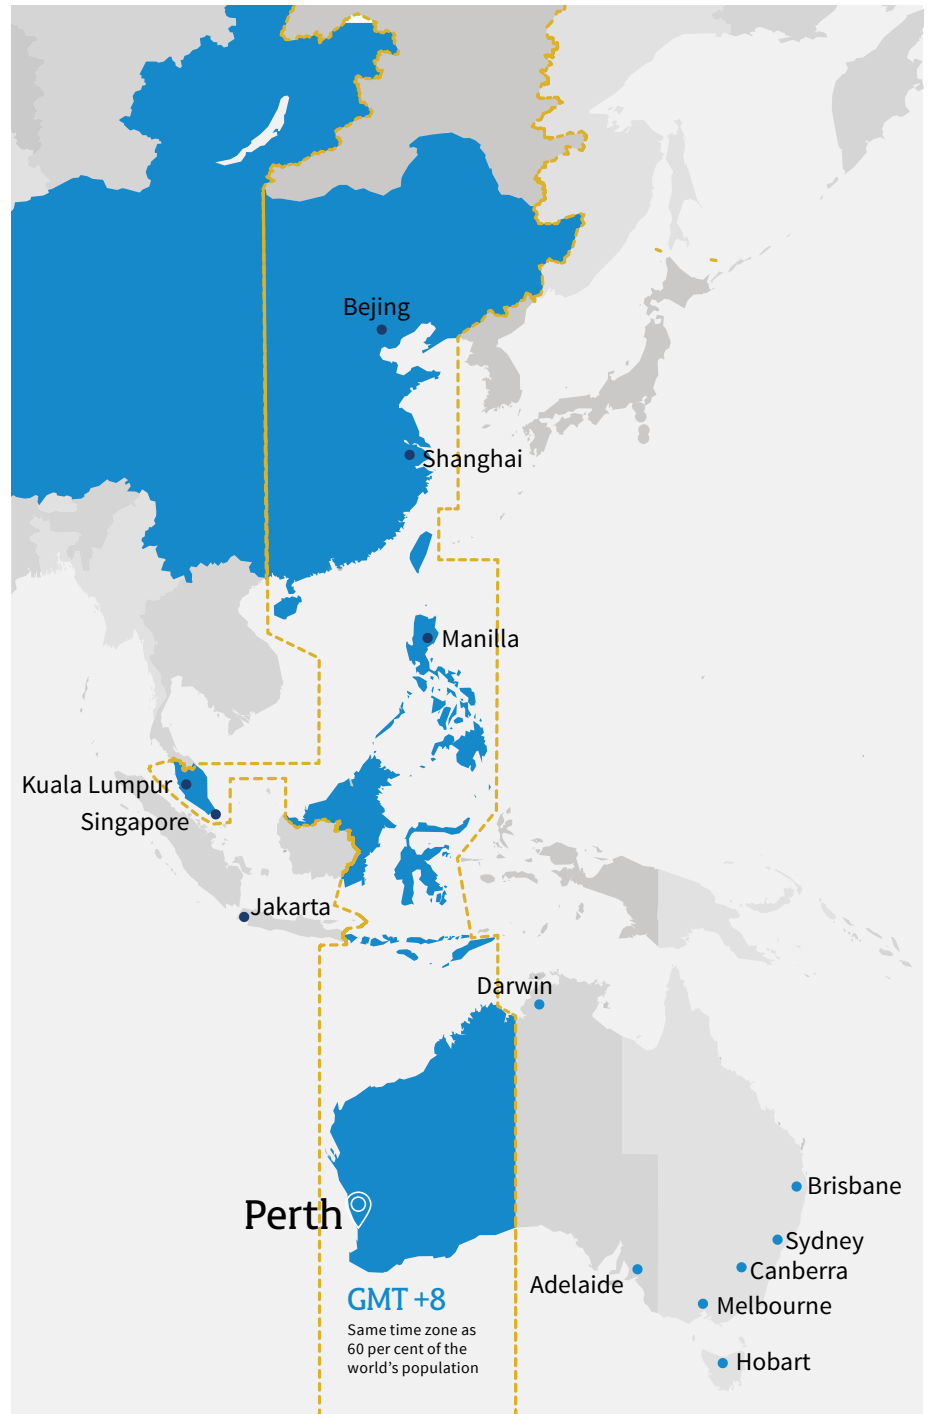 Bejing
Shanghai
Manilla
Kuala Lumpur
Singapore
Jakarta
Darwin
Perth
Brisbane
Sydney
Canberra
Adelaide
Melbourne
GMT +8
Same time zone as
60 per cent of the
world's population
Hobart